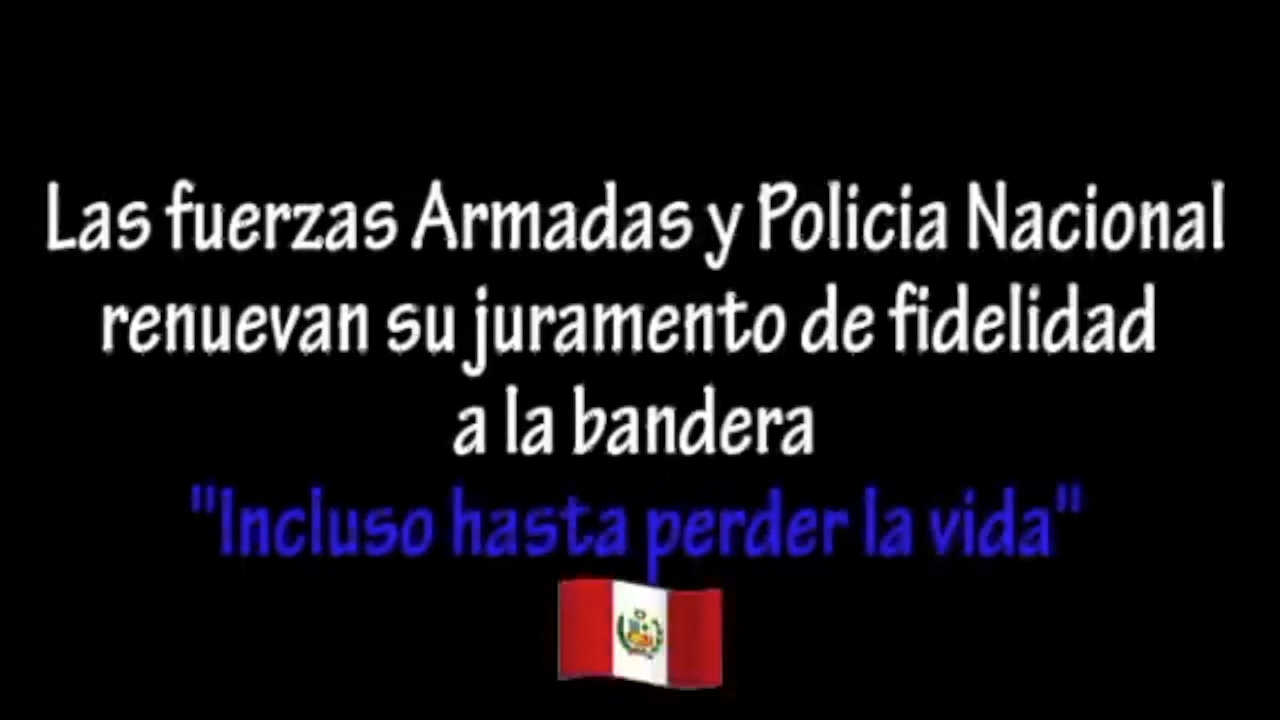 Las fuerzas Armadas y Policia Nacional
renuevan su juramento de fidelidad
a la bandera
"Incluso hasta perder la vida"